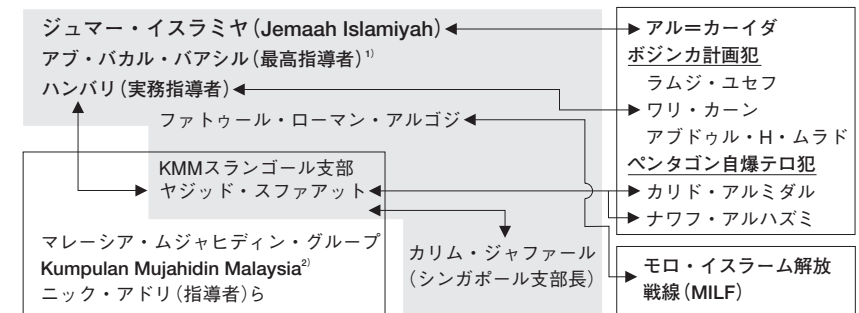 ジュマー・イスラミヤ(Jemaah Islamiyah)
アブ・バカル・バアシル(最高指導者)1)
ハンバリ(実務指導者)
ファトゥール・ローマン・アルゴジ
KMMスランゴール支部
ヤジッド・スファアット
マレーシア・ムジャヒディン・グループ
Kumpulan Mujahidin Malaysia2)
ニック・アドリ(指導者)ら
カリム・ジャファール
(シンガポール支部長)
アル=カーイダ
ボジンカ計画犯
ラムジ・ユセフ
ワリ・カーン
アブドゥル・H・ムラド
ペンタゴン自爆テロ犯
カリド・アルミダル
ナワフ・アルハズミ
モロ・イスラーム解放
戦線(MILF)